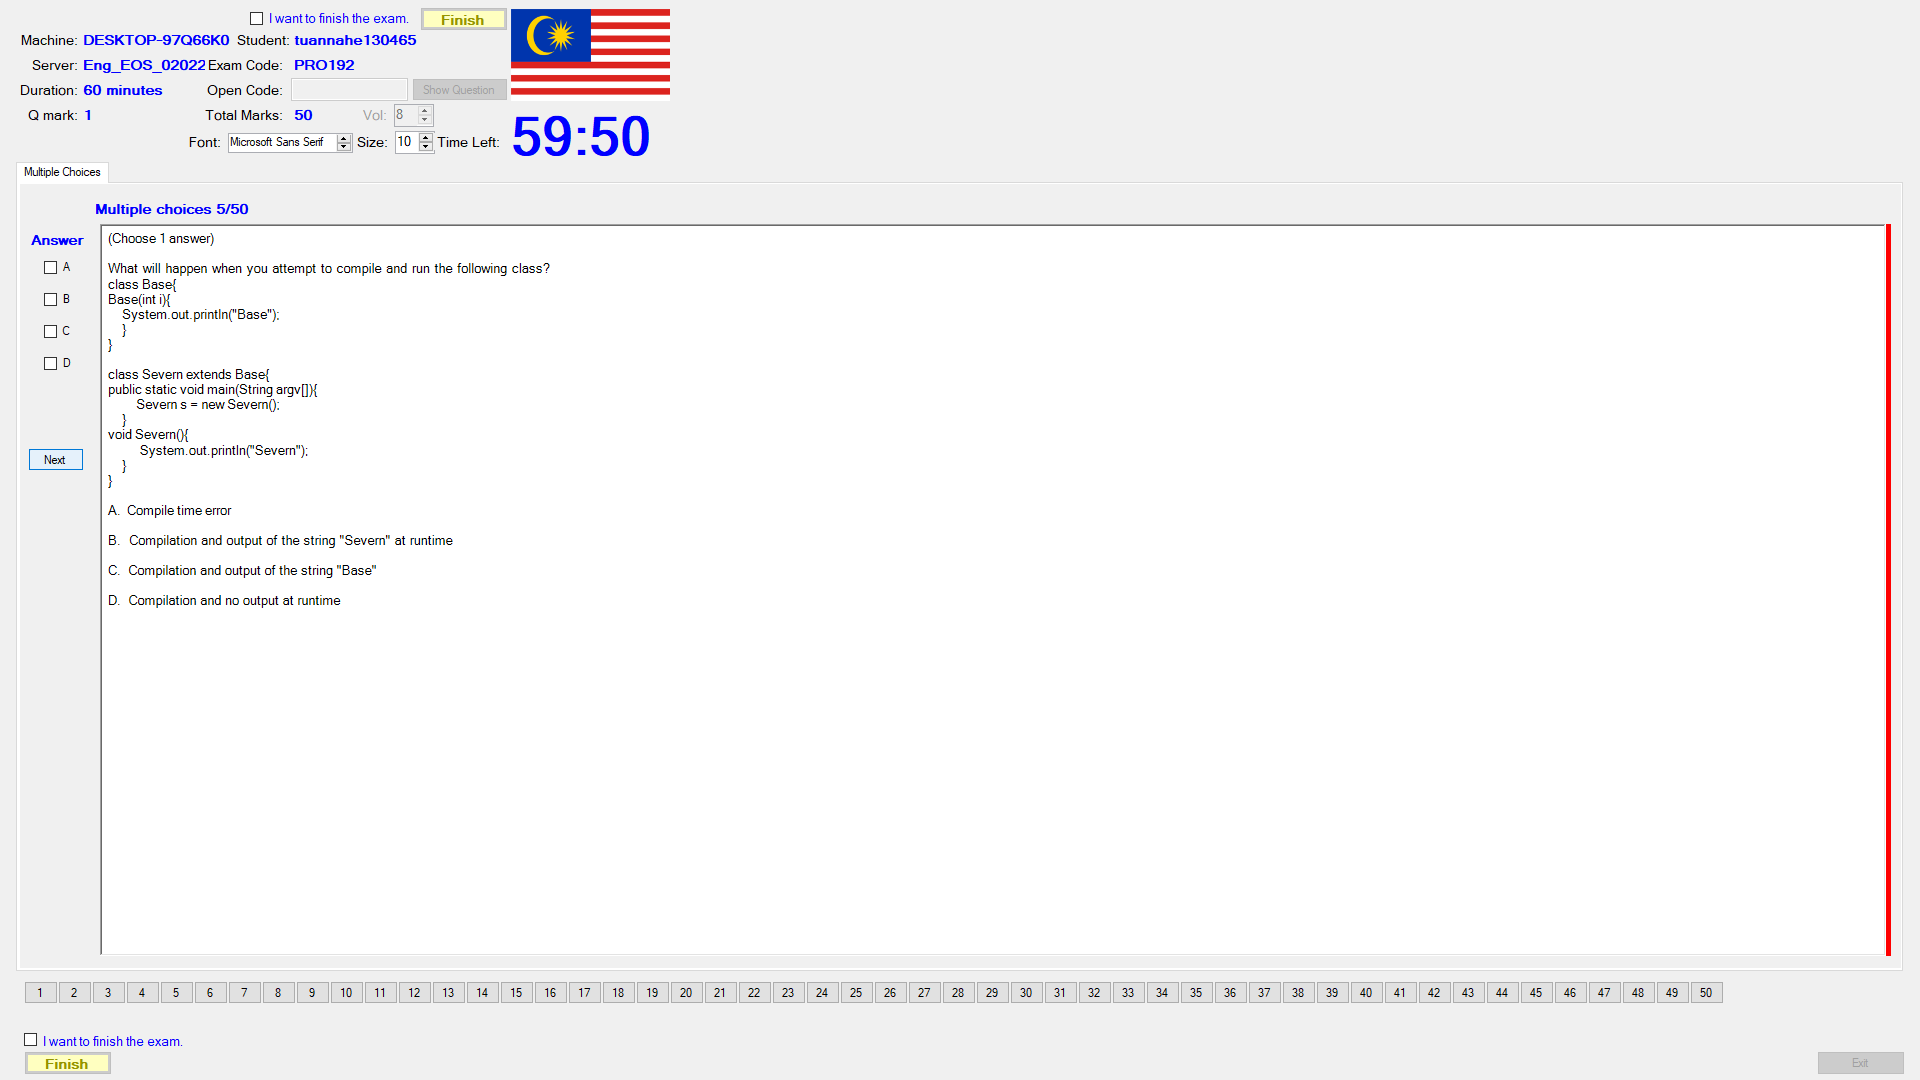 I want to finish the exam. Finish
Machine: DESKTOP-97Q66K0 Student: tuannahe130465
Server: Eng_EOS_02022 Exam Code: PRO192
Duration: 60 minutes Open Code: Show Question
Q mark: 1 Total Marks: 50 Vol: 8
Font: Microsoft Sans Serif Size: 10 Time Left: 59:50
Multiple Choices
Multiple choices 5/50
Answer
A
B
C
D
Next
(Choose 1 answer)
What will happen when you attempt to compile and run the following class?
class Base{
Base(int i){
System.out.println("Base");
}
}
class Severn extends Base{
public static void main(String argv[]){
Severn s = new Severn();
}
void Severn(){
System.out.println("Severn");
}
}
A. Compile time error
B. Compilation and output of the string "Severn" at runtime
C. Compilation and output of the string "Base"
D. Compilation and no output at runtime
1 2 3 4 5 6 7 8 9 10 11 12 13 14 15 16 17 18 19 20 21 22 23 24 25 26 27 28 29 30 31 32 33 34 35 36 37 38 39 40 41 42 43 44 45 46 47 48 49 50
I want to finish the exam.
Finish Exit